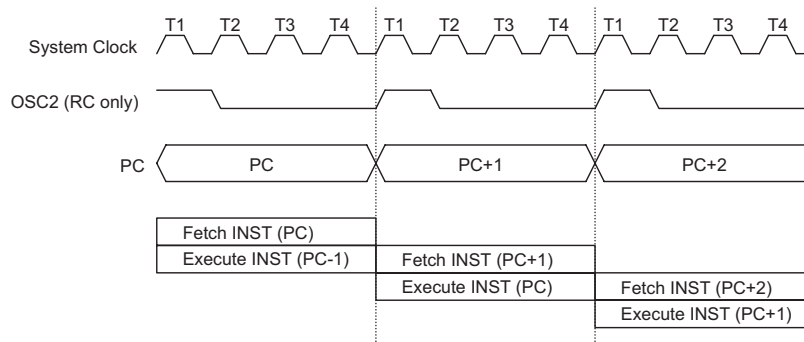 T1 T2 T3 T4 T1 T2 T3 T4 T1 T2 T3 T4
System Clock
OSC2 (RC only)
PC PC PC+1 PC+2
Fetch INST (PC)
Execute INST (PC-1) Fetch INST (PC+1)
Execute INST (PC) Fetch INST (PC+2)
Execute INST (PC+1)